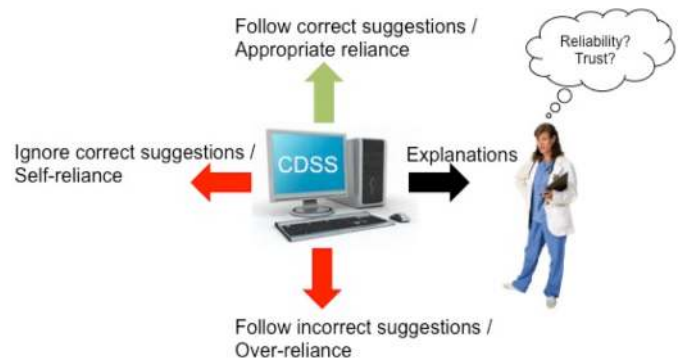 Follow correct suggestions /
Appropriate reliance
Reliability?
Trust?
Ignore correct suggestions /
Self-reliance
CDSS
Explanations
Follow incorrect suggestions /
Over-reliance